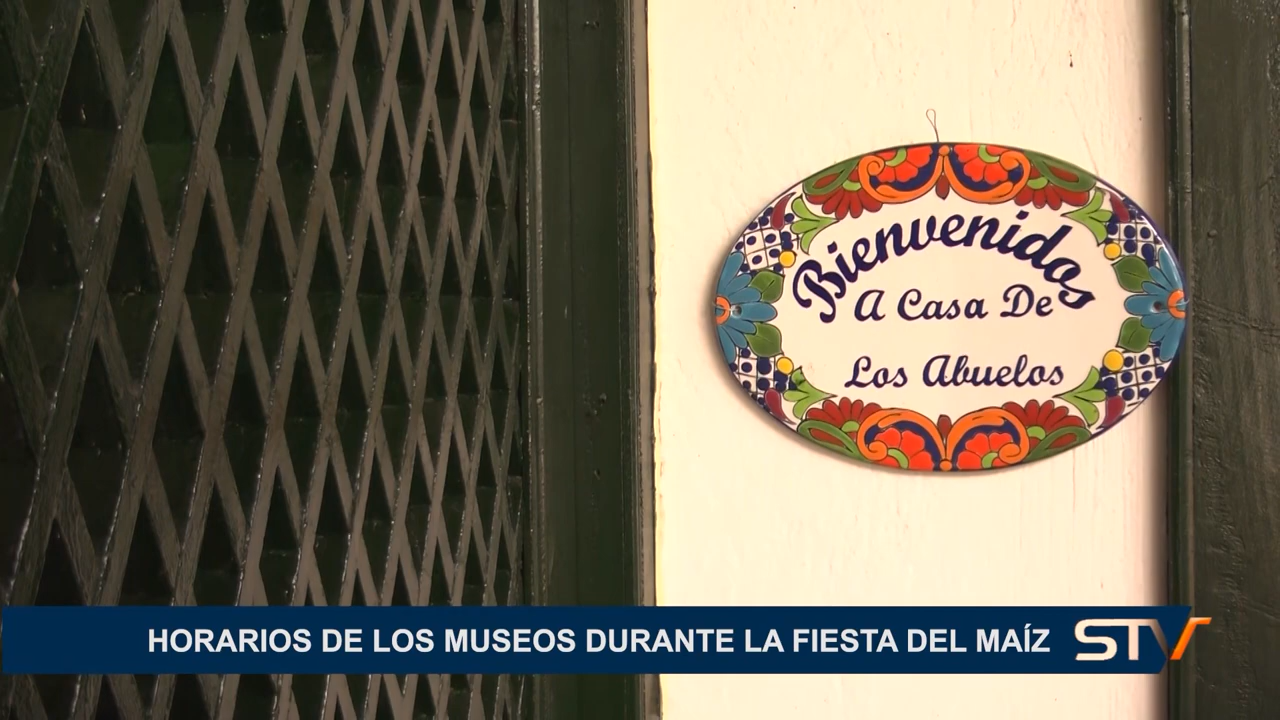 Bienvenidos
A Casa De
Los Abuelos
HORARIOS DE LOS MUSEOS DURANTE LA FIESTA DEL MAÍZ
STV